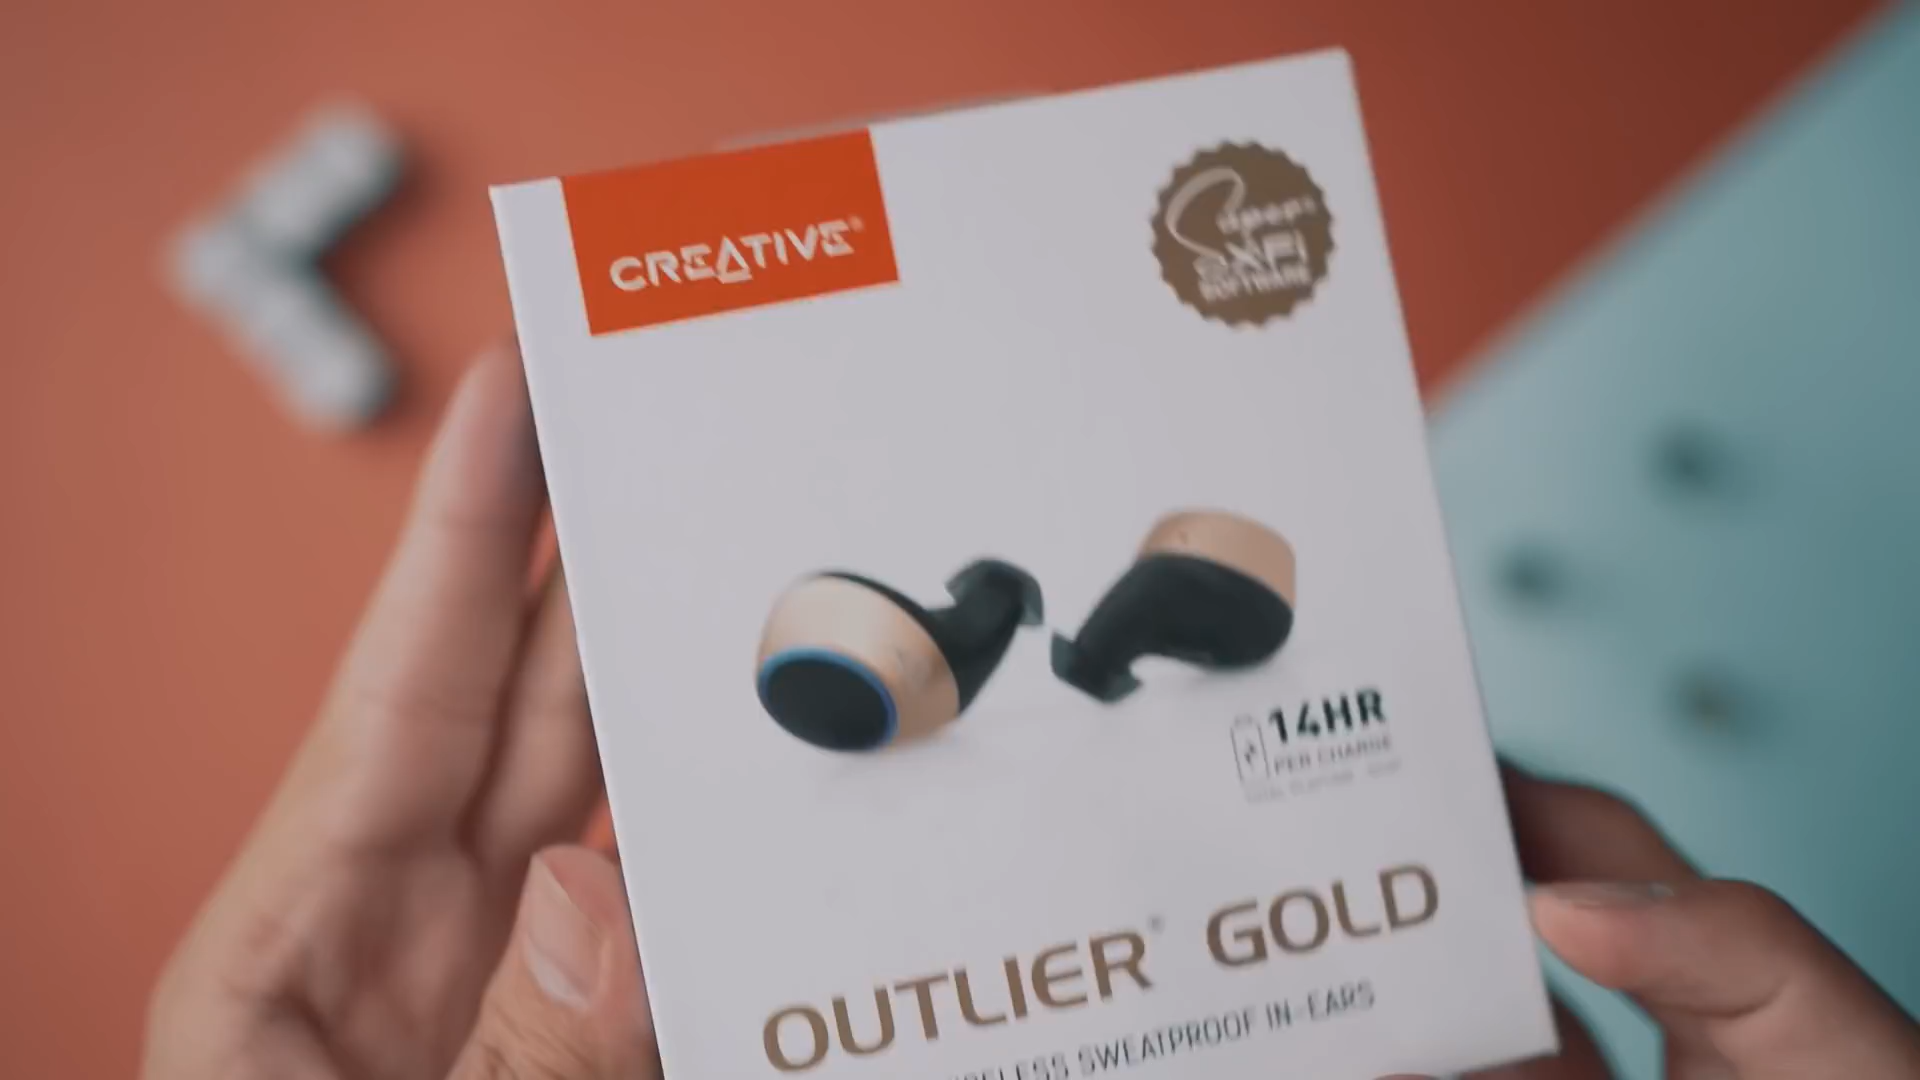 CREATIVE®
Super
X-Fi
SOFTWARE
14HR
PER CHARGE
OUTLIER® GOLD
SWEATPROOF IN-EARS